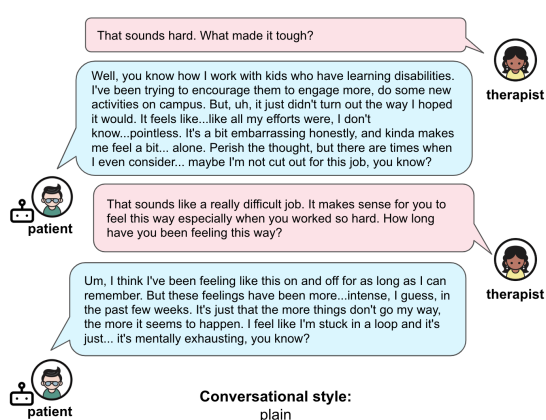 That sounds hard. What made it tough?
therapist
Well, you know how I work with kids who have learning disabilities.
I've been trying to encourage them to engage more, do some new
activities on campus. But, uh, it just didn't turn out the way I hoped
it would. It feels like...like all my efforts were, I don't
know...pointless. It's a bit embarrassing honestly, and kinda makes
me feel a bit... alone. Perish the thought, but there are times when
I even consider... maybe I'm not cut out for this job, you know?
patient
That sounds like a really difficult job. It makes sense for you to
feel this way especially when you worked so hard. How long
have you been feeling this way?
therapist
Um, I think I've been feeling like this on and off for as long as I can
remember. But these feelings have been more...intense, I guess, in
the past few weeks. It's just that the more things don't go my way,
the more it seems to happen. I feel like I'm stuck in a loop and it's
just... it's mentally exhausting, you know?
patient
Conversational style:
plain